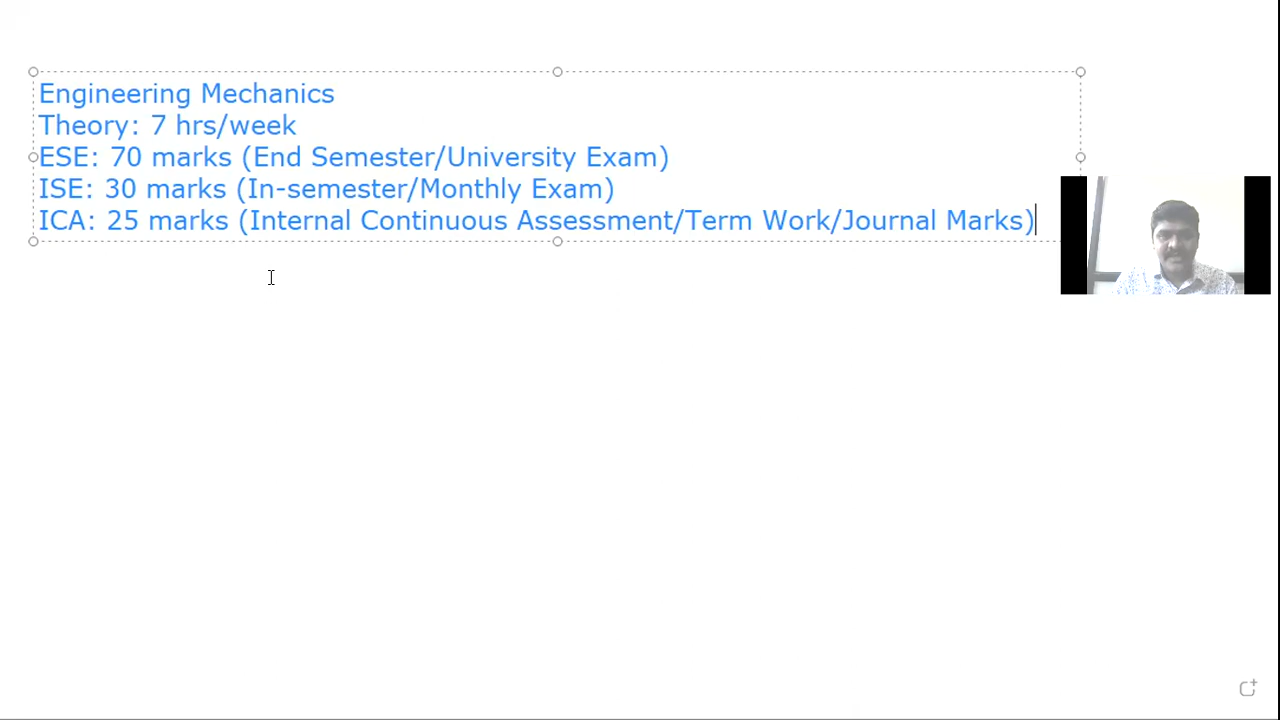 Engineering Mechanics
Theory: 7 hrs/week
ESE: 70 marks (End Semester/University Exam)
ISE: 30 marks (In-semester/Monthly Exam)
ICA: 25 marks (Internal Continuous Assessment/Term Work/Journal Marks)